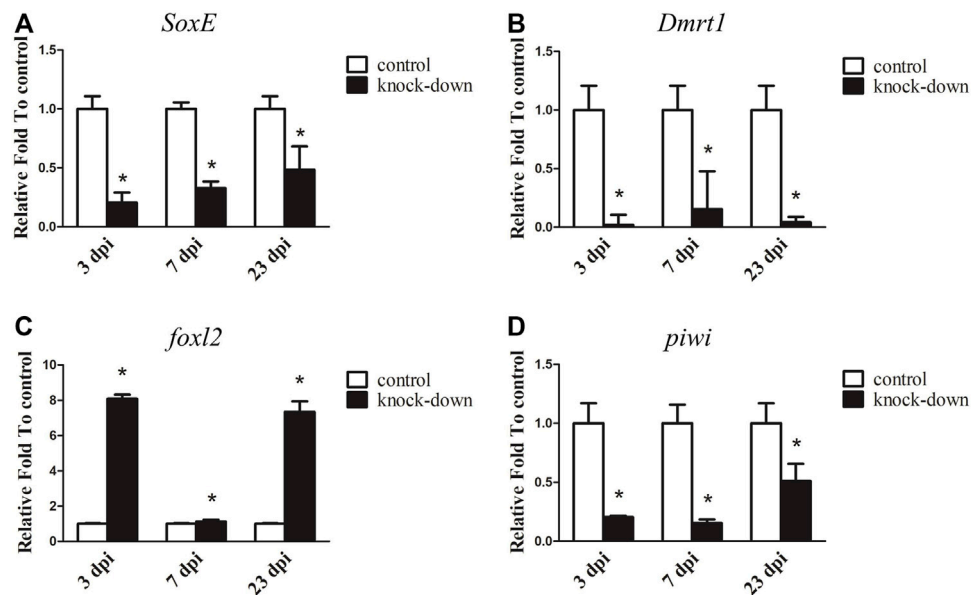 A
SoxE
Relative Fold To control
1.5
1.0
0.5
0.0
*
*
*
3 dpi
7 dpi
23 dpi
control
knock-down
B
Dmrt1
Relative Fold To control
1.5
1.0
0.5
0.0
*
*
*
3 dpi
7 dpi
23 dpi
control
knock-down
C
foxl2
Relative Fold To control
10
8
6
4
2
0
*
*
*
3 dpi
7 dpi
23 dpi
control
knock-down
D
piwi
Relative Fold To control
1.5
1.0
0.5
0.0
*
*
*
3 dpi
7 dpi
23 dpi
control
knock-down